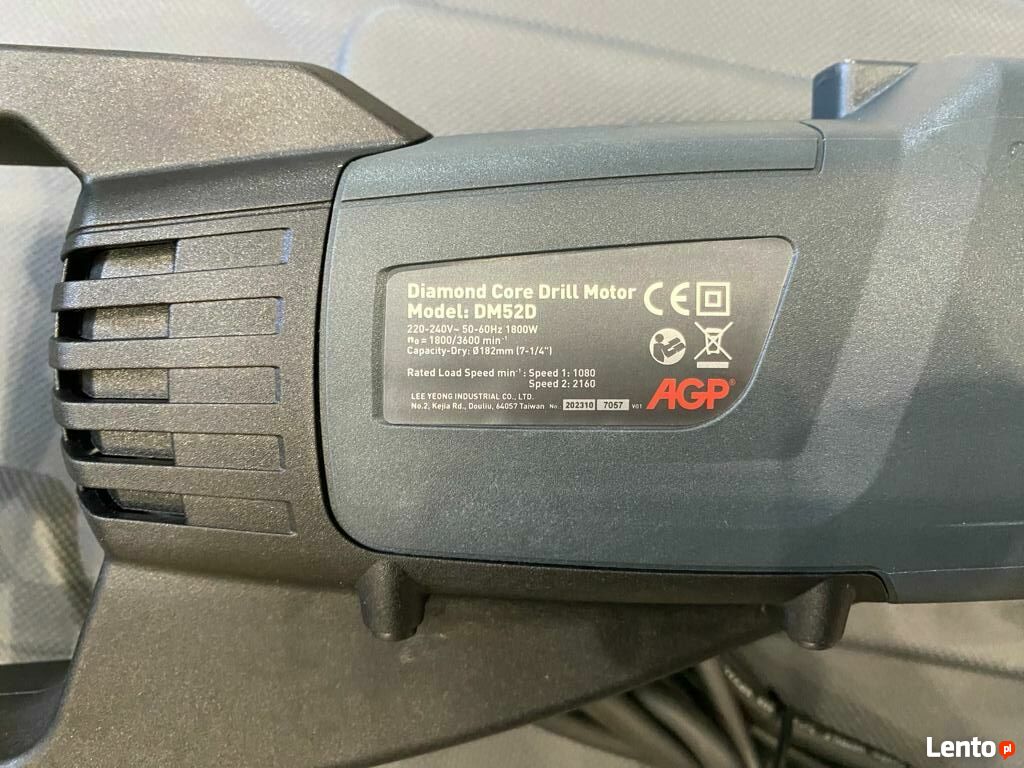 Diamond Core Drill Motor
Model: DM52D
220-240V~ 50-60Hz 1800W
n₀ = 1800/3600 min⁻¹
Capacity-Dry: Ø182mm (7-1/4")
Rated Load Speed min⁻¹ : Speed 1: 1080
Speed 2: 2160
LEE YEONG INDUSTRIAL CO., LTD.
No.2, Kejia Rd., Douliu, 64057 Taiwan No. 202310 7057 V01
CE
AGP®
Lento.pl